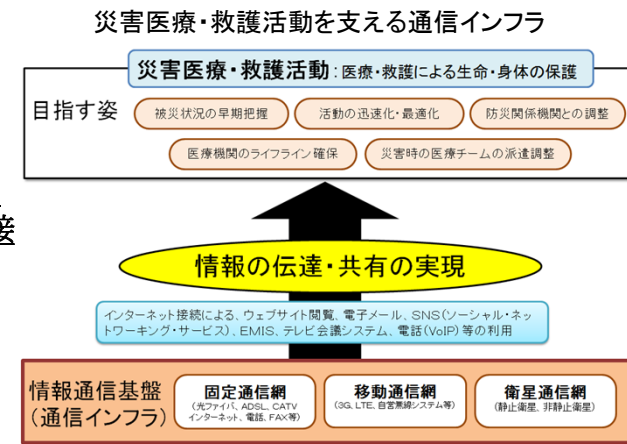 災害医療・救護活動を支える通信インフラ
災害医療・救護活動：医療・救護による生命・身体の保護
目指す姿
被災状況の早期把握
活動の迅速化・最適化
防災関係機関との調整
医療機関のライフライン確保
災害時の医療チームの派遣調整
接
情報の伝達・共有の実現
インターネット接続による、ウェブサイト閲覧、電子メール、SNS(ソーシャル・ネッ
トワーキング・サービス)、EMIS、テレビ会議システム、電話(VoIP)等の利用
情報通信基盤
(通信インフラ)
固定通信網
(光ファイバ、ADSL、CATV
インターネット、電話、FAX等)
移動通信網
(3G、LTE、自営無線システム等)
衛星通信網
(静止衛星、非静止衛星)